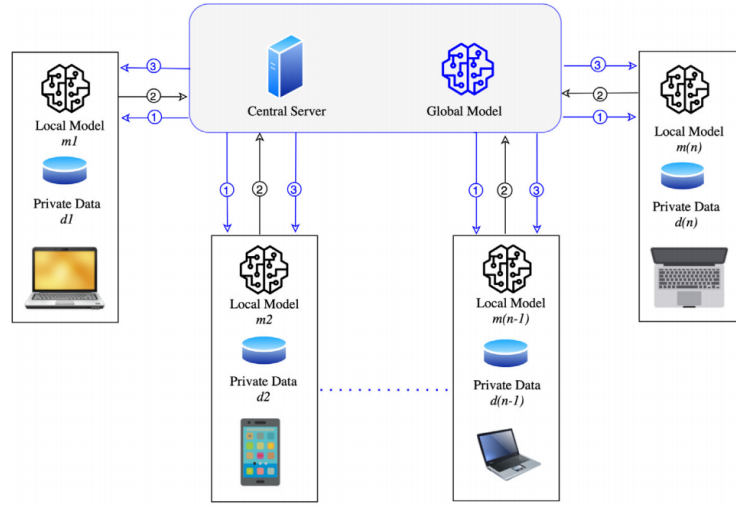 Central Server
Global Model
3
2
1
Local Model
m1
Private Data
d1
1
2
3
Local Model
m2
Private Data
d2
1
2
3
Local Model
m(n-1)
Private Data
d(n-1)
3
2
1
Local Model
m(n)
Private Data
d(n)